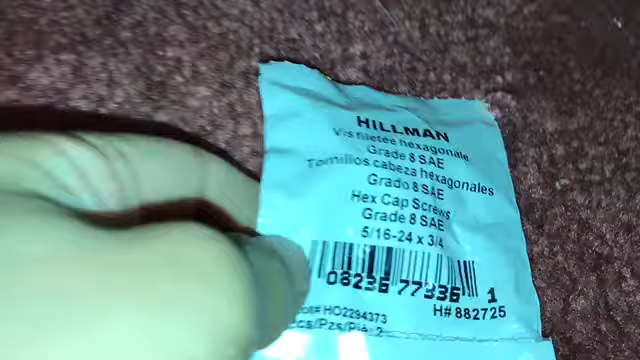 HILLMAN
Vis filetée hexagonale
Grade 8 SAE
Tornillos cabeza hexagonales
Grado 8 SAE
Hex Cap Screws
Grade 8 SAE
5/16-24 x 3/4
08236 77336 1
H# 882725
HO2294373
pcs/Pzs/Piè: 2